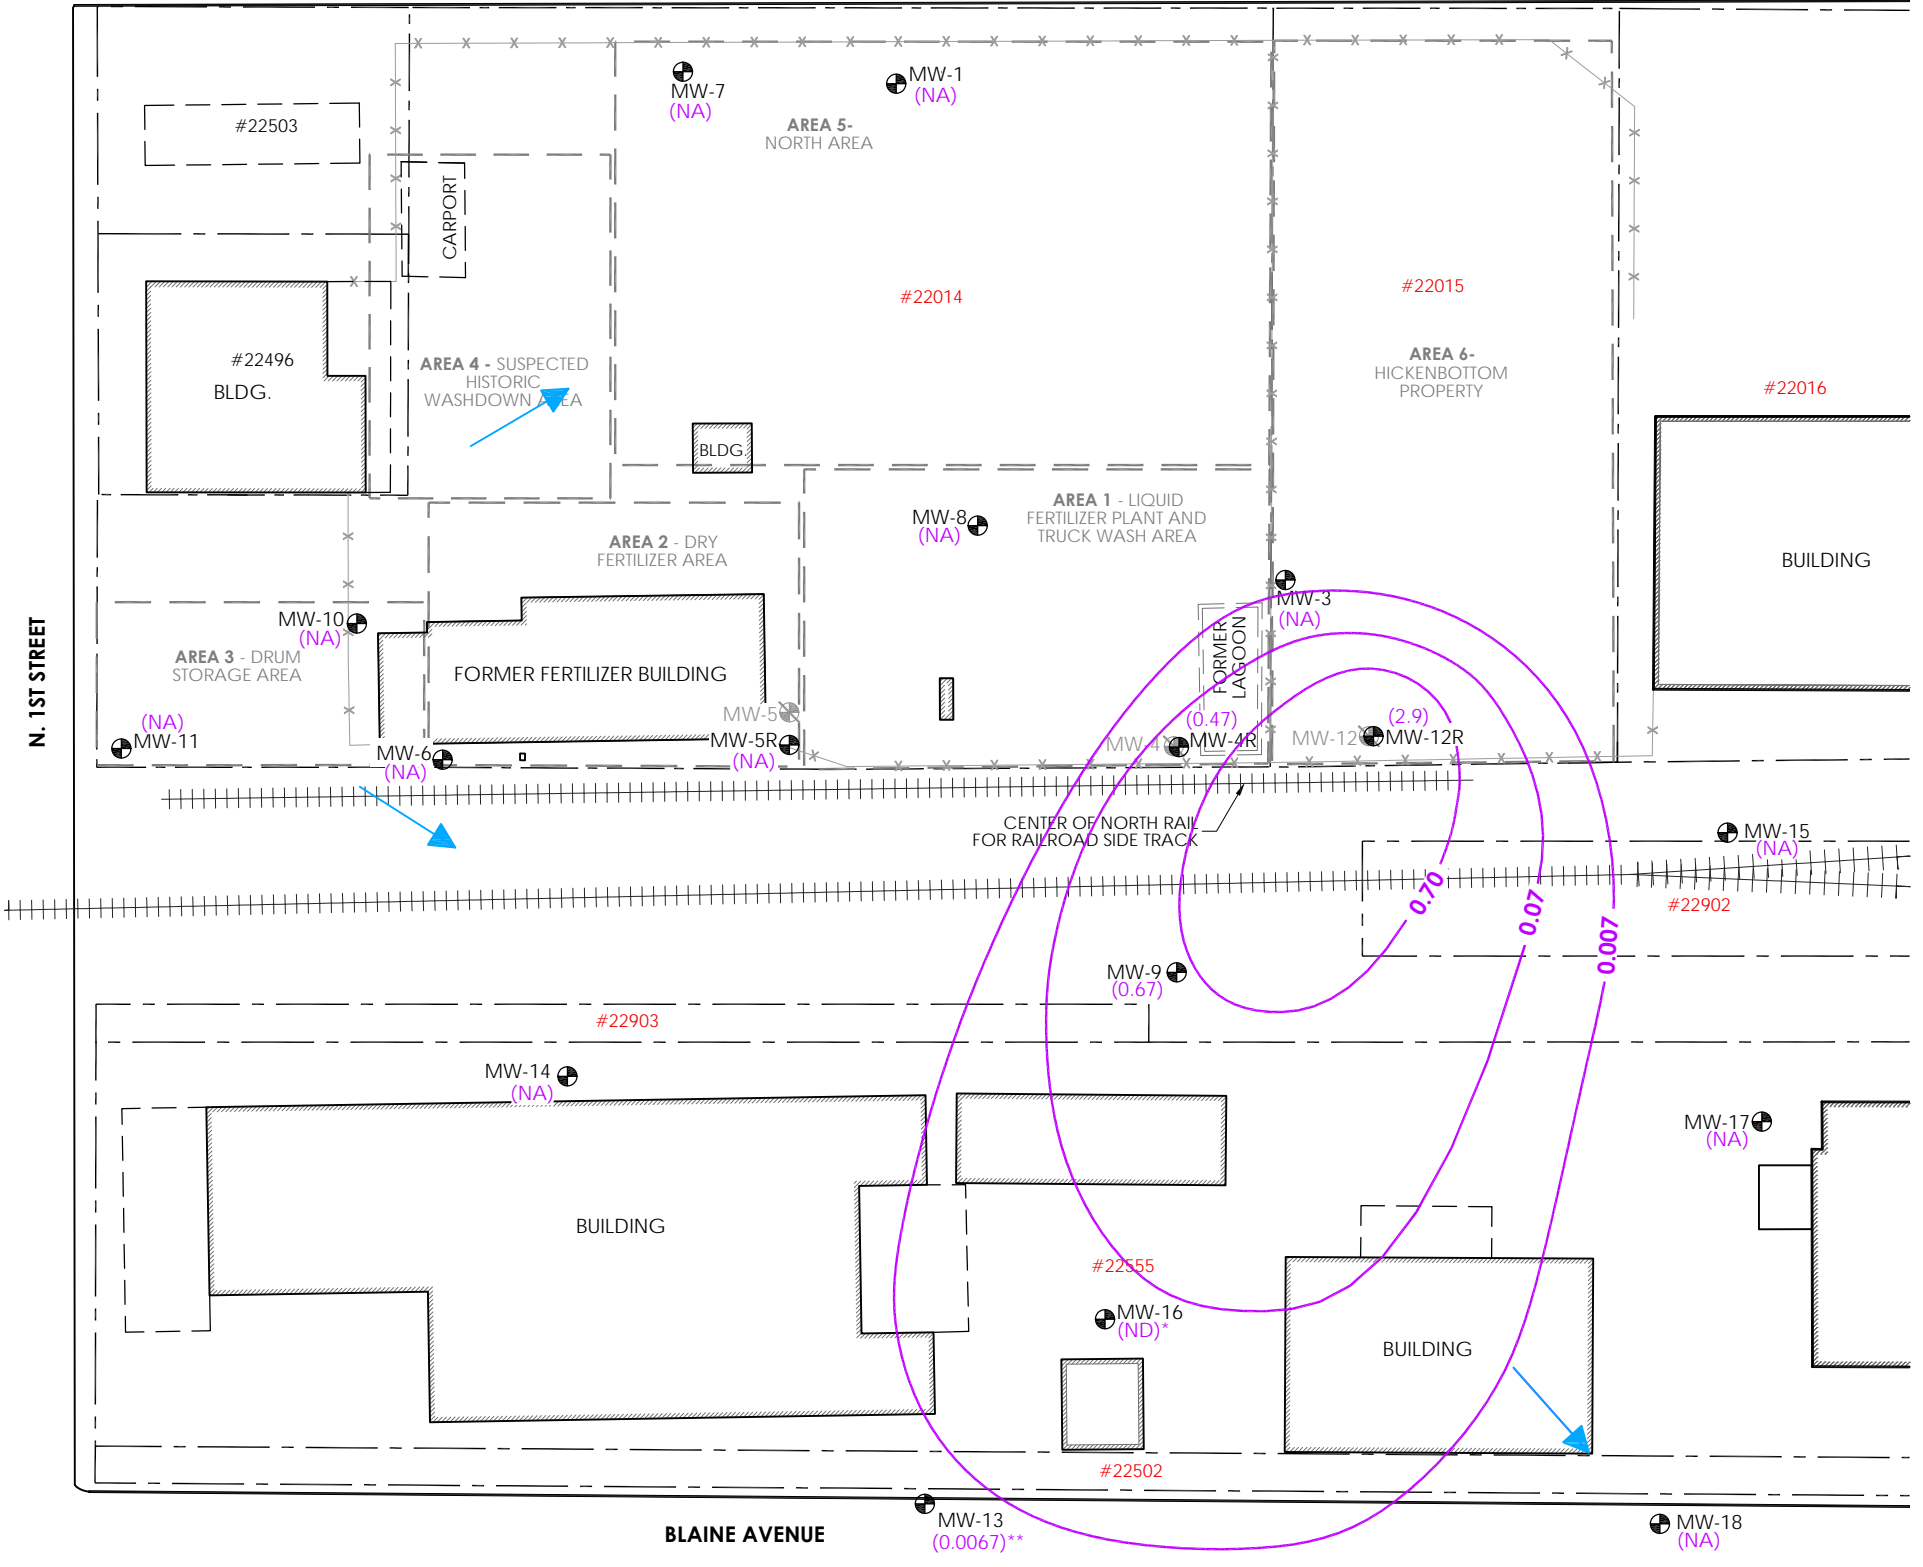 MW-7
(NA)
MW-1
(NA)
#22503
AREA 5-
NORTH AREA
CARPORT
#22014
#22015
#22496
BLDG.
AREA 4 - SUSPECTED
HISTORIC
WASHDOWN AREA
AREA 6-
HICKENBOTTOM
PROPERTY
#22016
BLDG.
AREA 1 - LIQUID
FERTILIZER PLANT AND
TRUCK WASH AREA
MW-8
(NA)
AREA 2 - DRY
FERTILIZER AREA
BUILDING
MW-3
(NA)
MW-10
(NA)
N. 1ST STREET
AREA 3 - DRUM
STORAGE AREA
FORMER FERTILIZER BUILDING
FORMER
LAGOON
(NA)
MW-11
MW-6
(NA)
MW-5
MW-5R
(NA)
(0.47)
MW-4
MW-4R
(2.9)
MW-12
MW-12R
CENTER OF NORTH RAIL
FOR RAILROAD SIDE TRACK
MW-15
(NA)
0.70
0.07
0.007
#22902
MW-9
(0.67)
#22903
MW-14
(NA)
MW-17
(NA)
BUILDING
#22555
MW-16
(ND)*
BUILDING
#22502
MW-13
(0.0067)**
BLAINE AVENUE
MW-18
(NA)